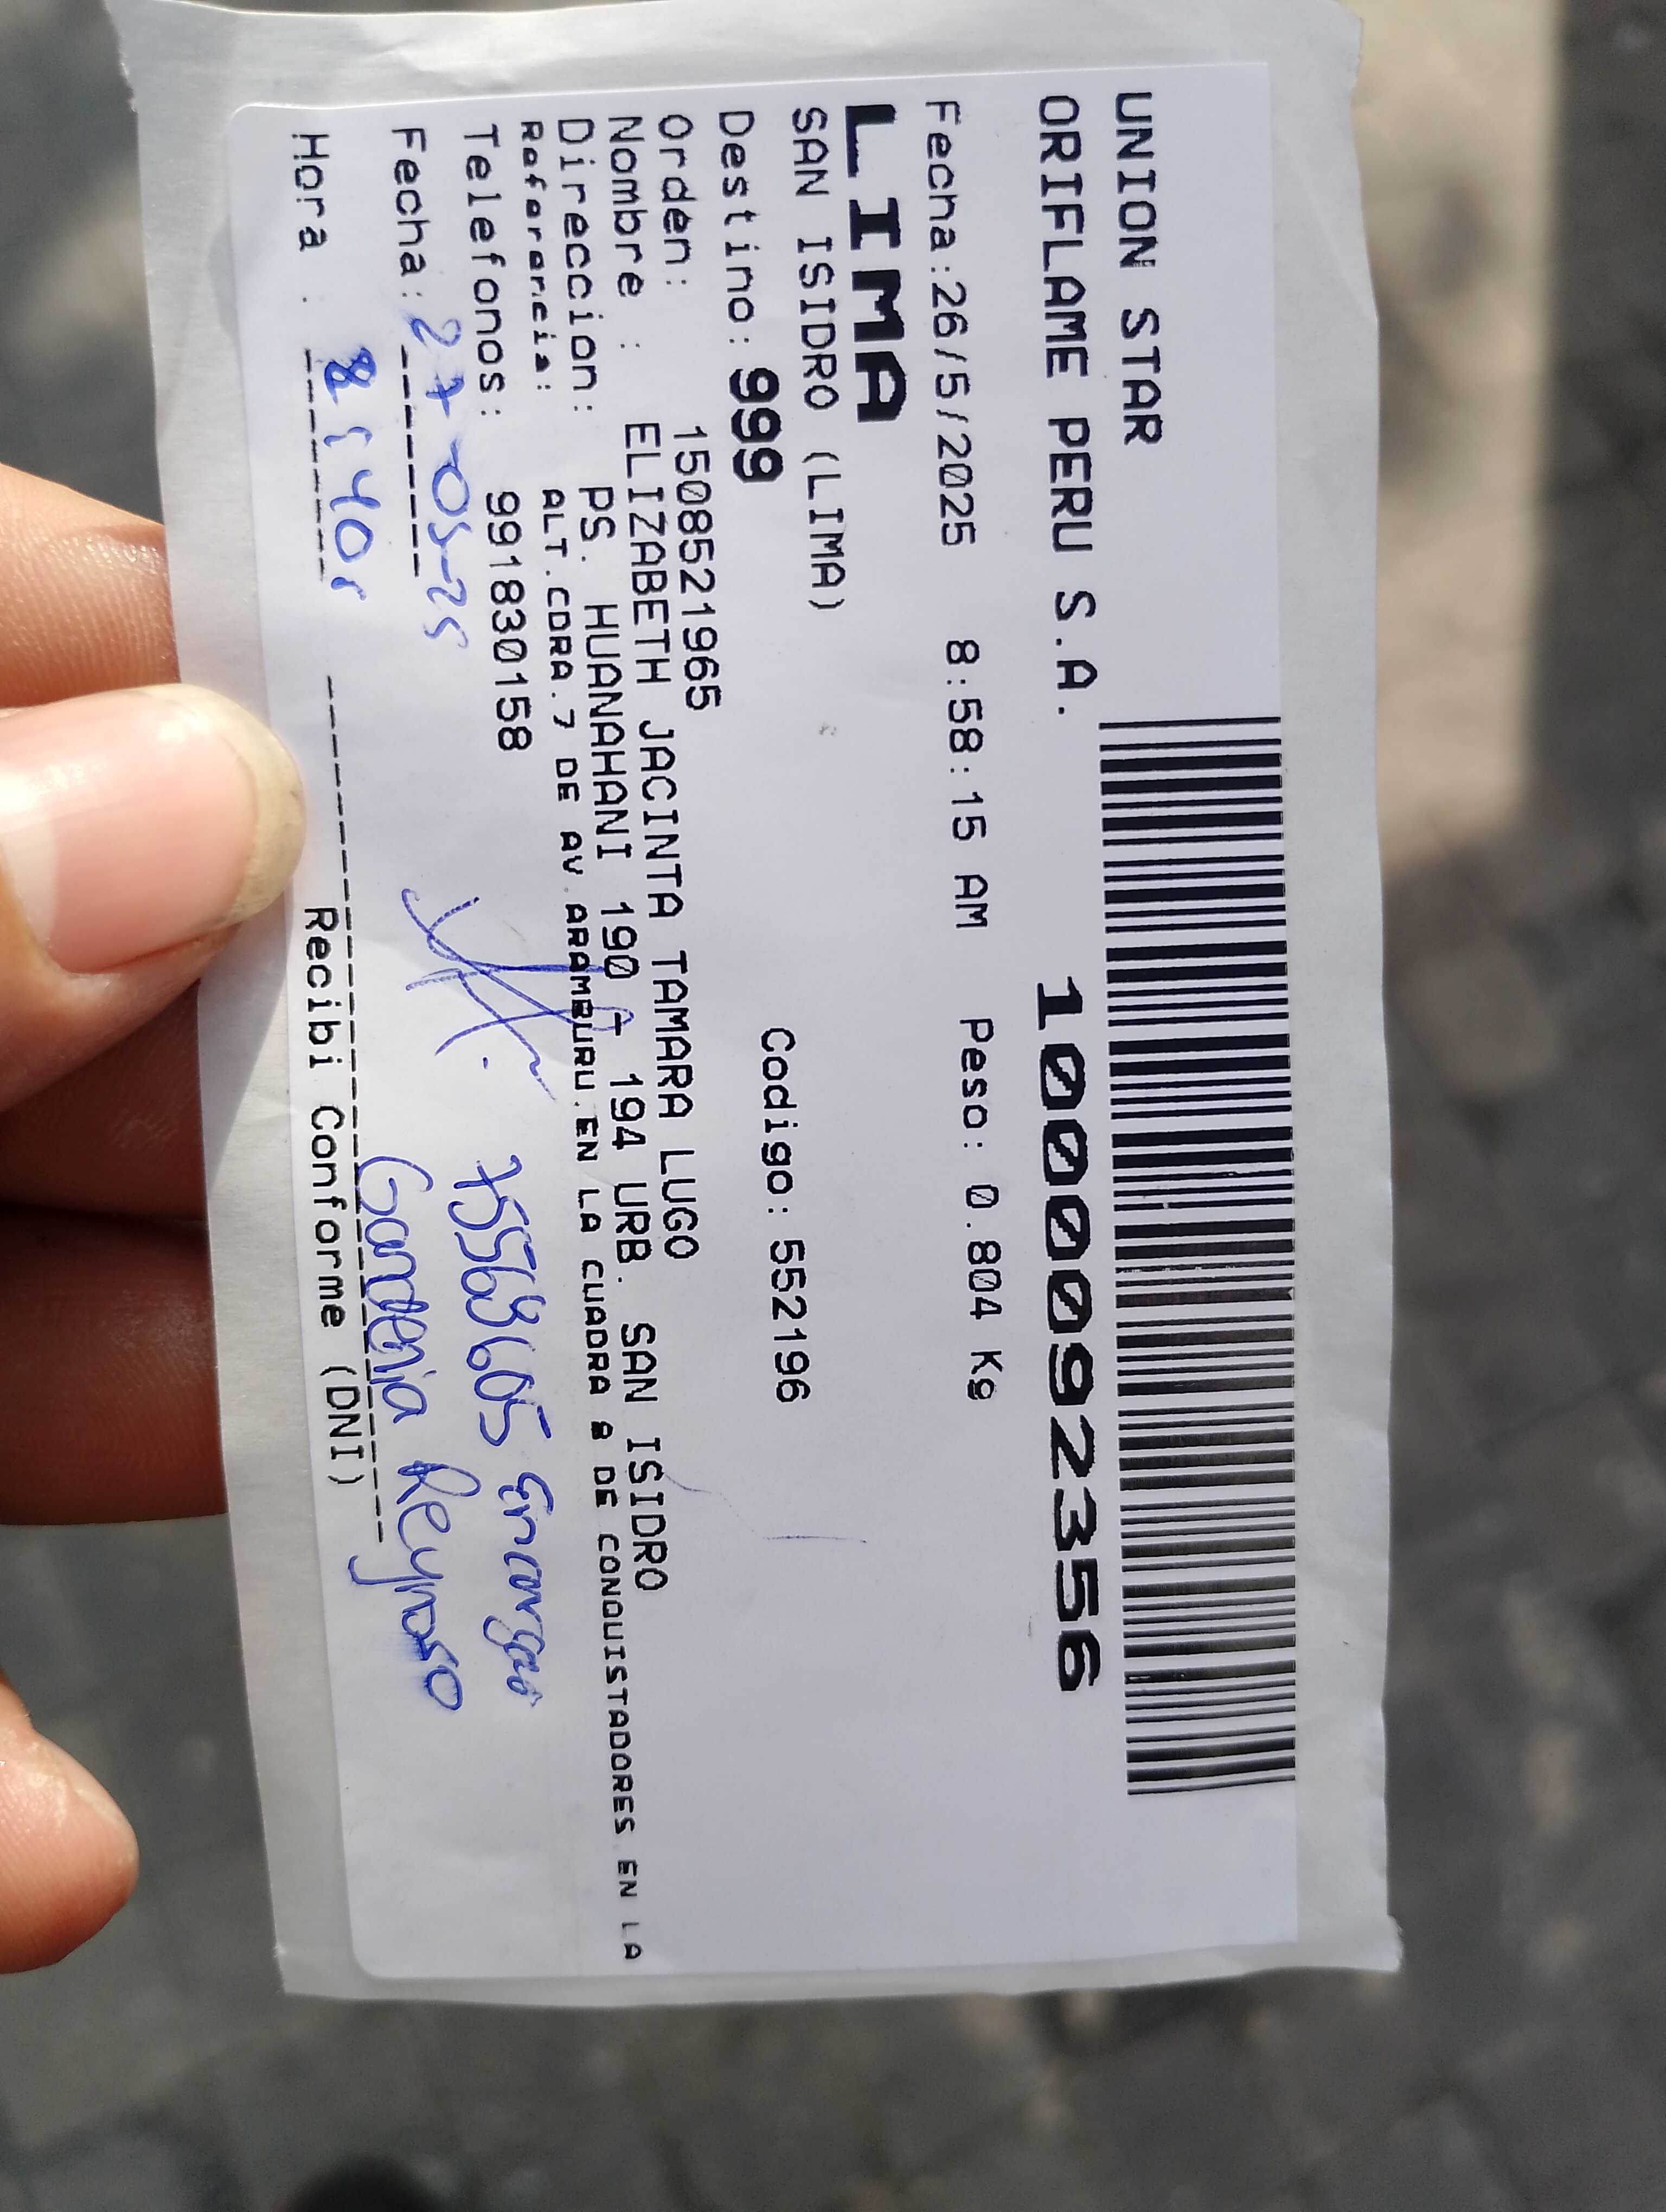 UNION STAR
ORIFLAME PERU S.A. 10000092356
Fecha:26/5/2025 8:58:15 AM Peso: 0.804 Kg
LIMA
SAN ISIDRO (LIMA)
Destino: 999 Codigo: 552196
Orden: 1508521965
Nombre : ELIZABETH JACINTA TAMARA LUGO
Direccion: PS. HUANAHANI 190 - 194 URB. SAN ISIDRO
Referencia: ALT.CDRA.7 DE AV.ARAMBURU.EN LA CUADRA 8 DE CONQUISTADORES EN LA
Telefonos: 991830158
Fecha: 27-05-25
Hora : 8:40
Reynoso
Recibi Conforme (DNI)